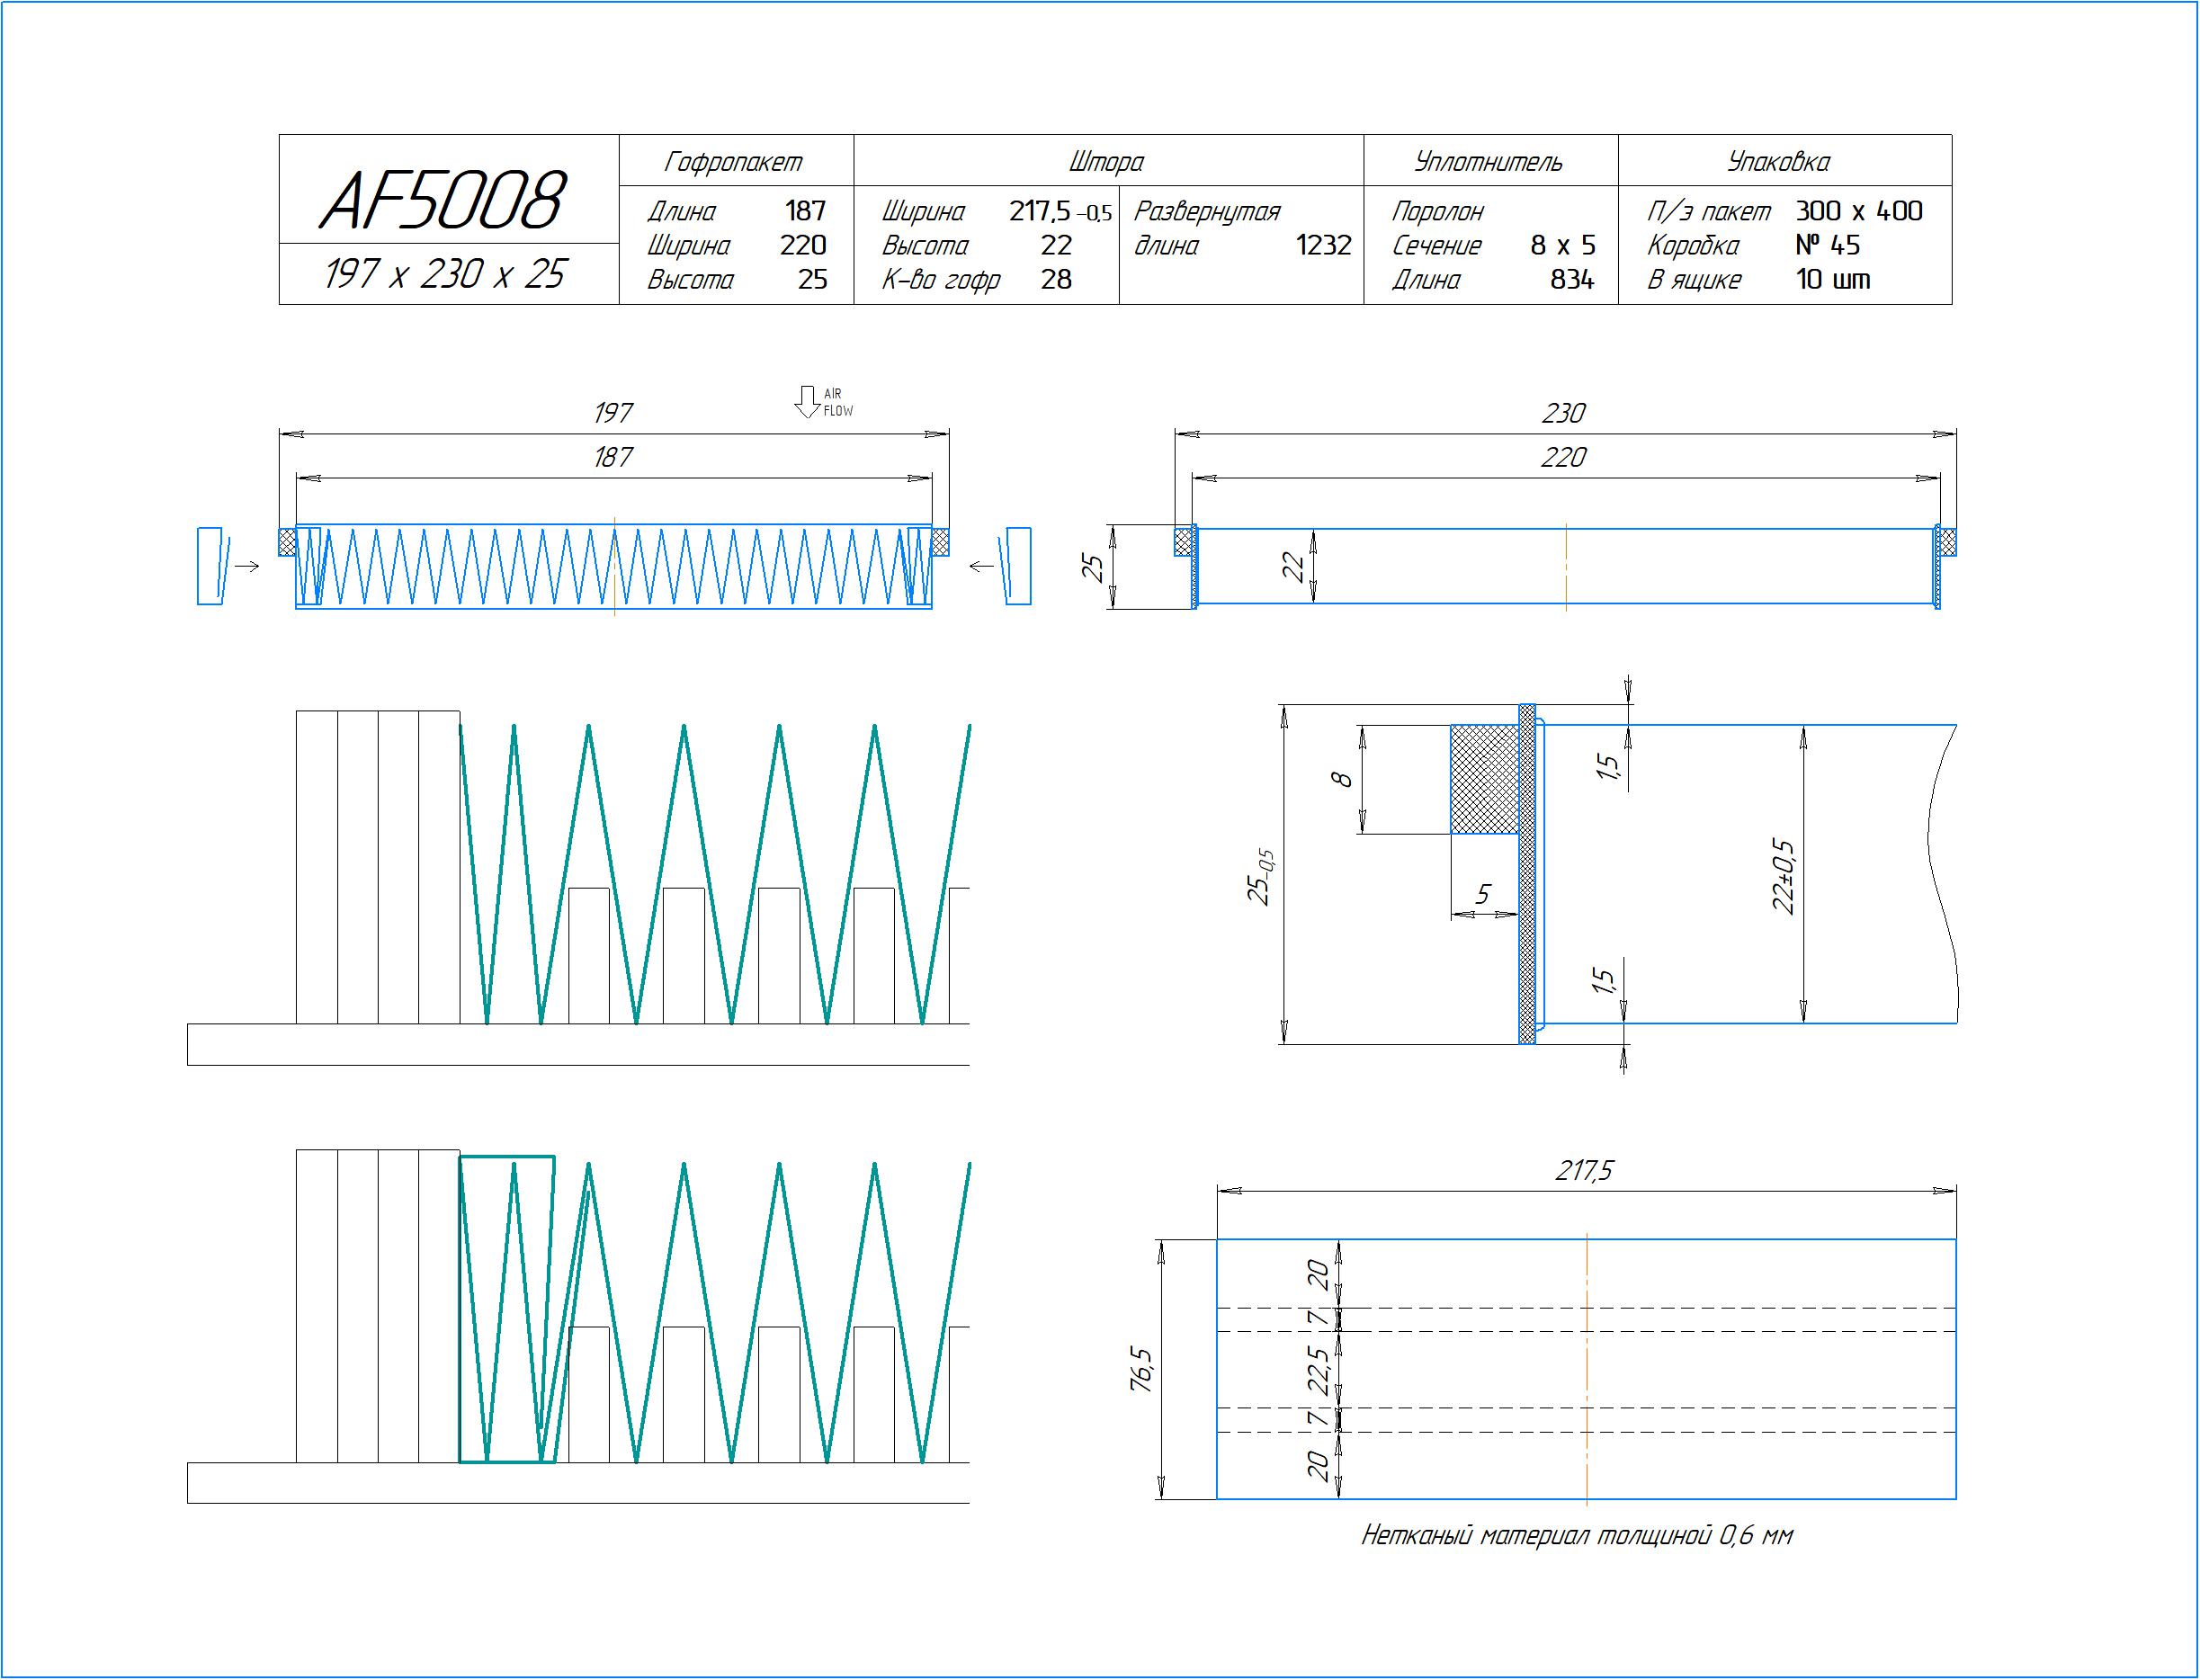 AF5008
197 x 230 x 25
Гофропакет
Длина 187
Ширина 220
Высота 25
Штора
Ширина 217,5 -0,5
Высота 22
К-во гофр 28
Развернутая
длина 1232
Уплотнитель
Поролон
Сечение 8 x 5
Длина 834
Упаковка
П/э пакет 300 x 400
Коробка № 45
В ящике 10 шт
AIR
FLOW
197
187
230
220
25
22
1,5
8
25-0,5
5
22±0,5
1,5
217,5
76,5
20
7
22,5
7
20
Нетканый материал толщиной 0,6 мм